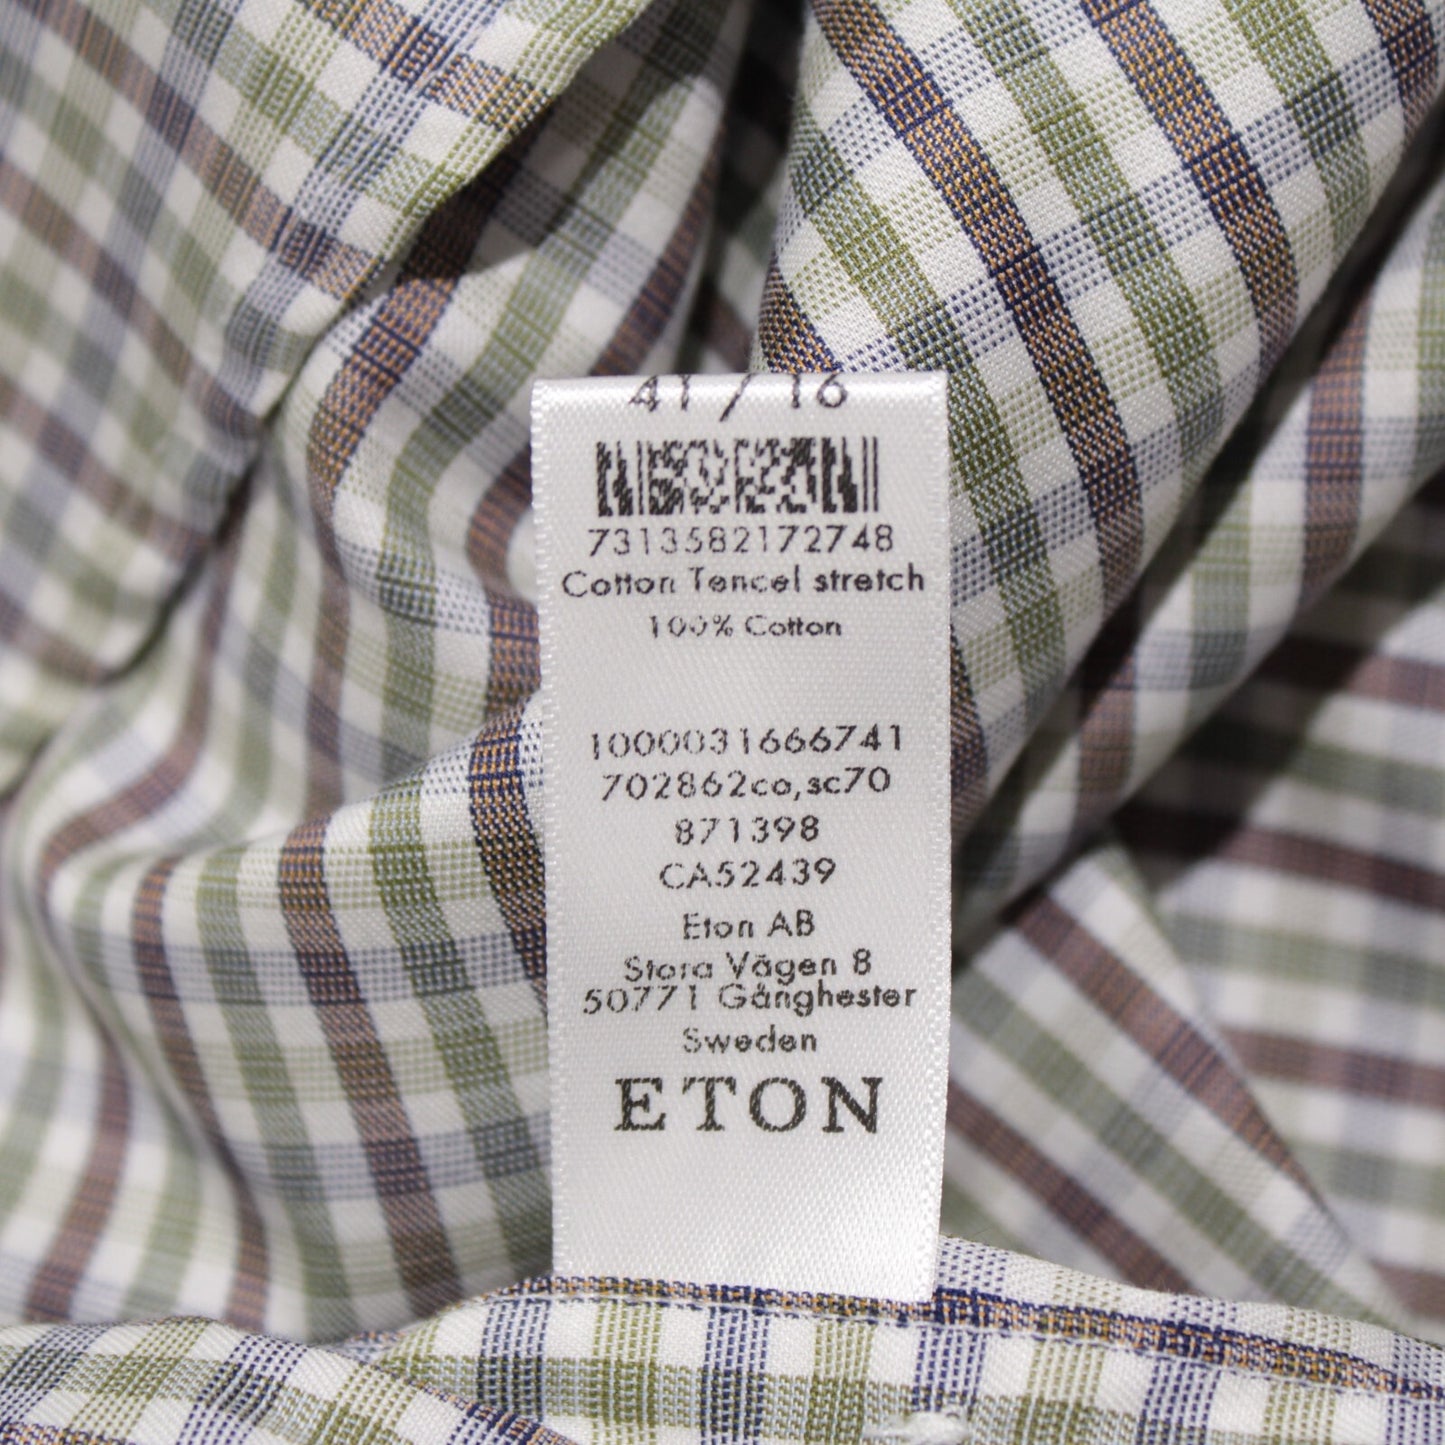 41 / 16
7313582172748
Cotton Tencel stretch
100% Cotton
1000031666741
702862co,sc70
871398
CA52439
Eton AB
Stora Vägen 8
50771 Gånghester
Sweden
ETON